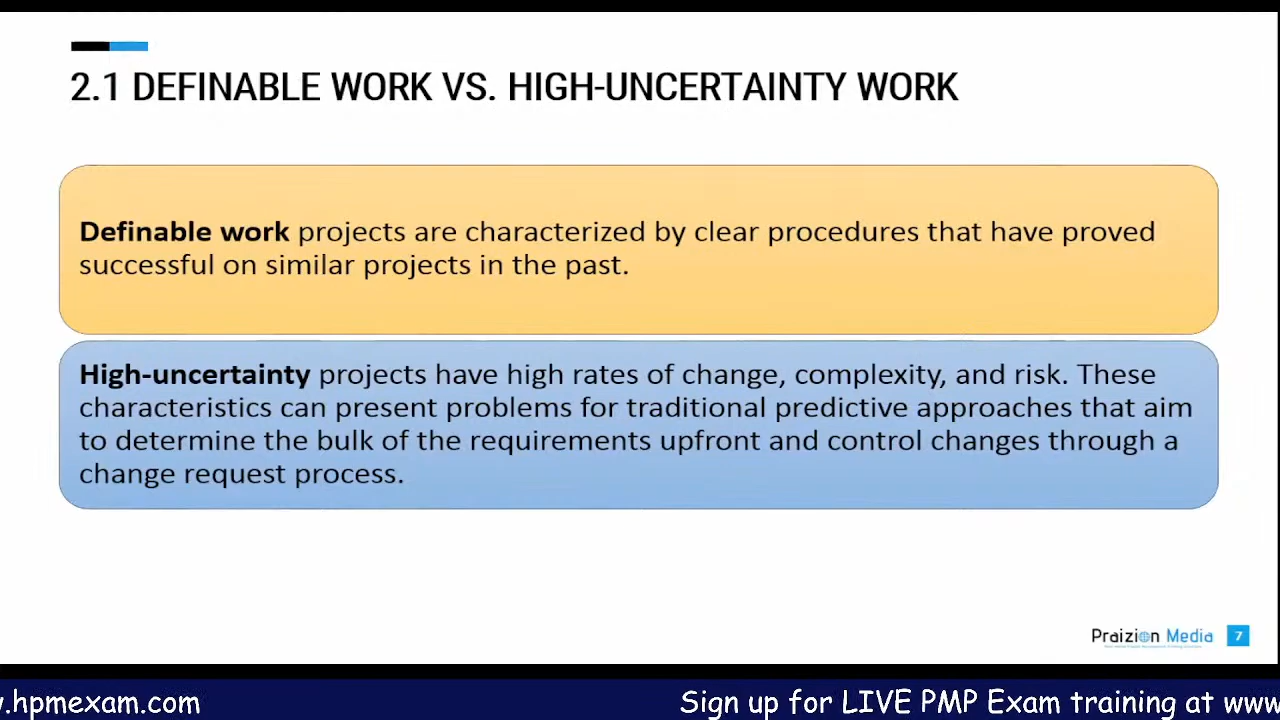 2.1 DEFINABLE WORK VS. HIGH-UNCERTAINTY WORK
Definable work projects are characterized by clear procedures that have proved
successful on similar projects in the past.
High-uncertainty projects have high rates of change, complexity, and risk. These
characteristics can present problems for traditional predictive approaches that aim
to determine the bulk of the requirements upfront and control changes through a
change request process.
Praizion Media 7
.hpmexam.com Sign up for LIVE PMP Exam training at www